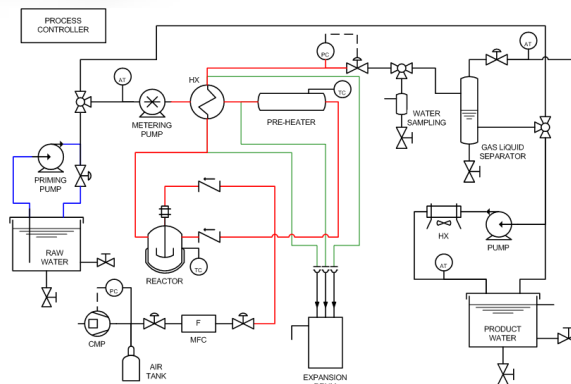 PROCESS
CONTROLLER
PC
AT
AT
HX
TC
METERING
PUMP
PRE-HEATER
WATER
SAMPLING
GAS LIQUID
SEPARATOR
PRIMING
PUMP
HX
PUMP
RAW
WATER
TC
REACTOR
AT
PC
F
CMP
MFC
PRODUCT
WATER
AIR
TANK
EXPANSION